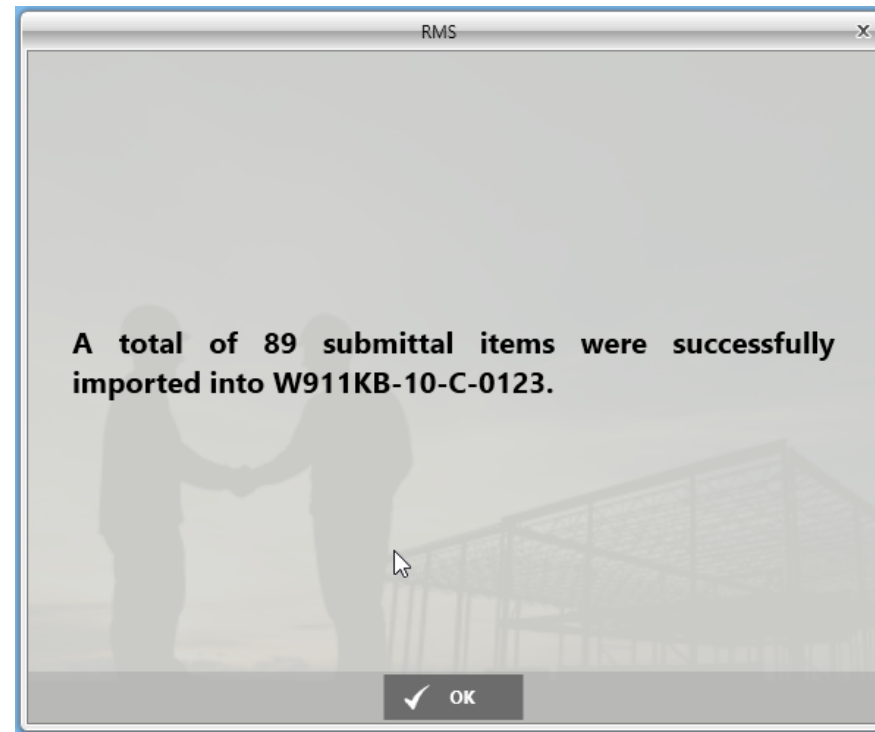 RMS
x
A total of 89 submittal items were successfully
imported into W911KB-10-C-0123.
OK